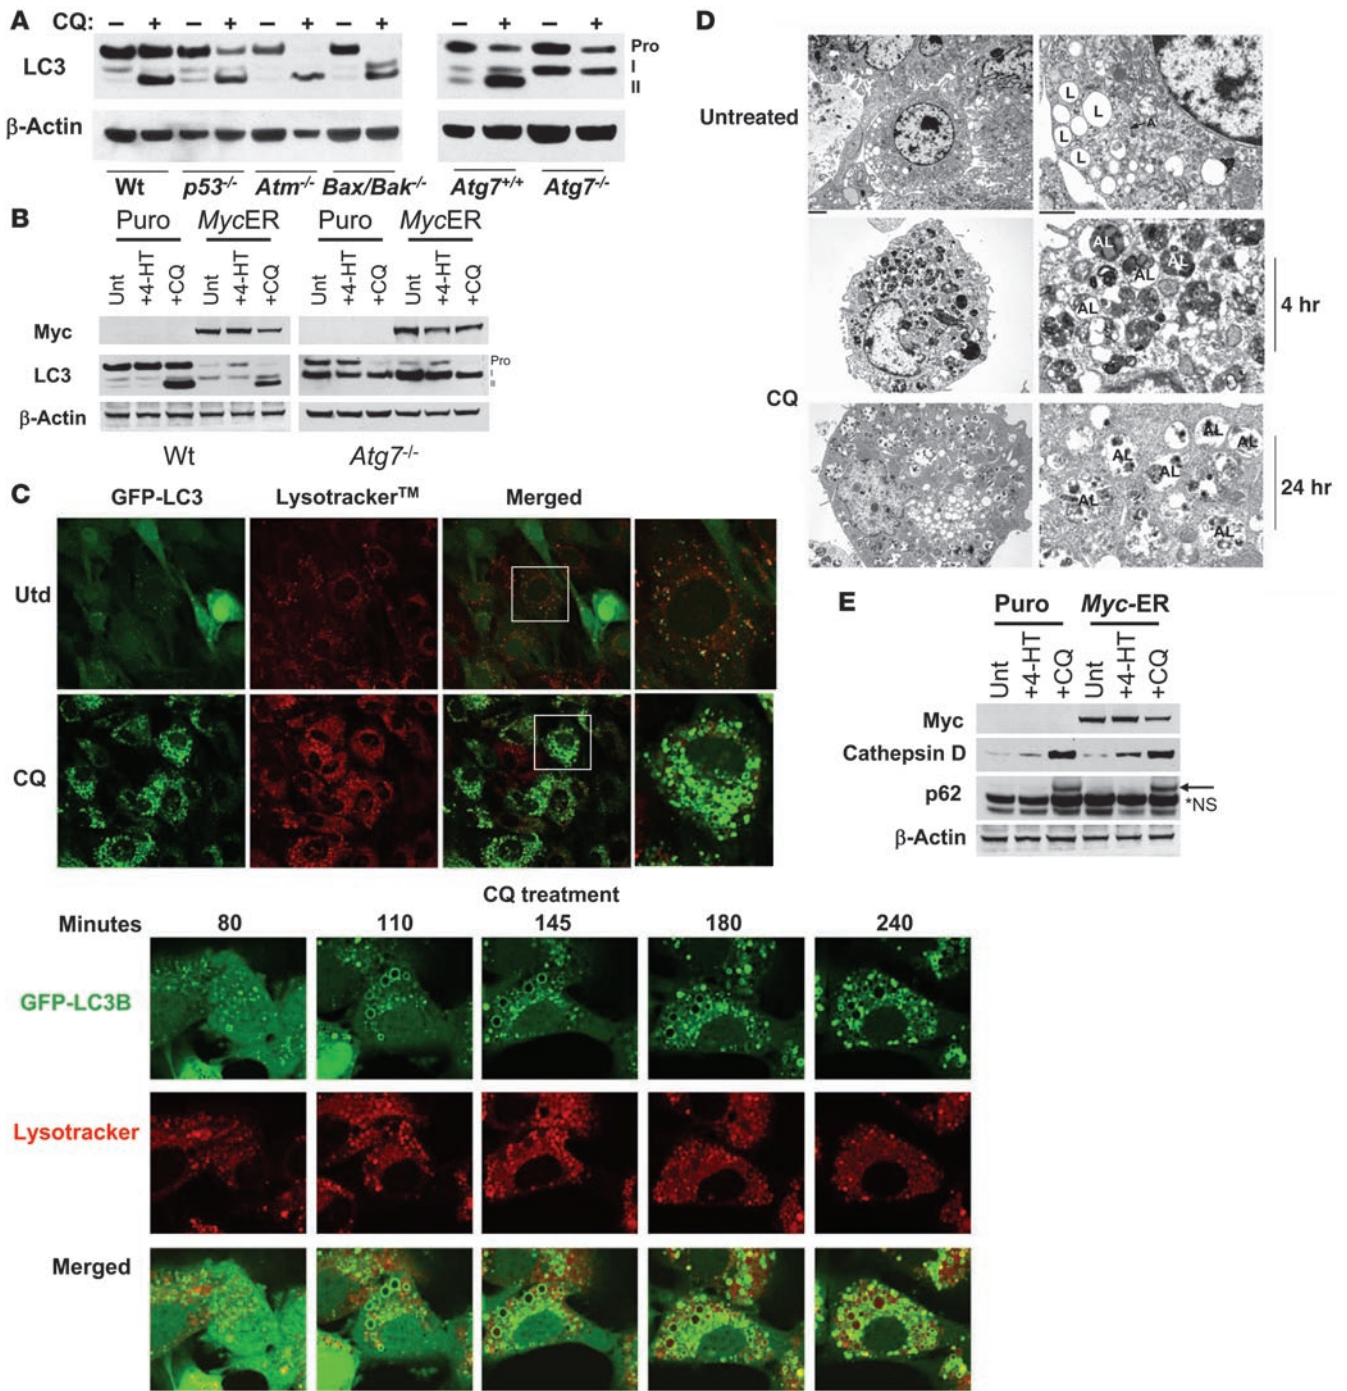 A
CQ: – + – + – + – +
– + – +
LC3
Pro
I
II
β-Actin
Wt p53-/- Atm-/- Bax/Bak-/-
Atg7+/+ Atg7-/-
B
Puro MycER Puro MycER
Unt +4-HT +CQ Unt +4-HT +CQ Unt +4-HT +CQ Unt +4-HT +CQ
Myc
LC3
Pro
I
II
β-Actin
Wt Atg7-/-
C
GFP-LC3 Lysotracker™ Merged
Utd
CQ
CQ treatment
Minutes 80 110 145 180 240
GFP-LC3B
Lysotracker
Merged
D
Untreated
L
L
L
L
A
CQ
AL
AL
AL
AL
4 hr
AL
AL
AL
AL
AL
AL
24 hr
E
Puro Myc-ER
Unt +4-HT +CQ Unt +4-HT +CQ
Myc
Cathepsin D
p62
*NS
β-Actin